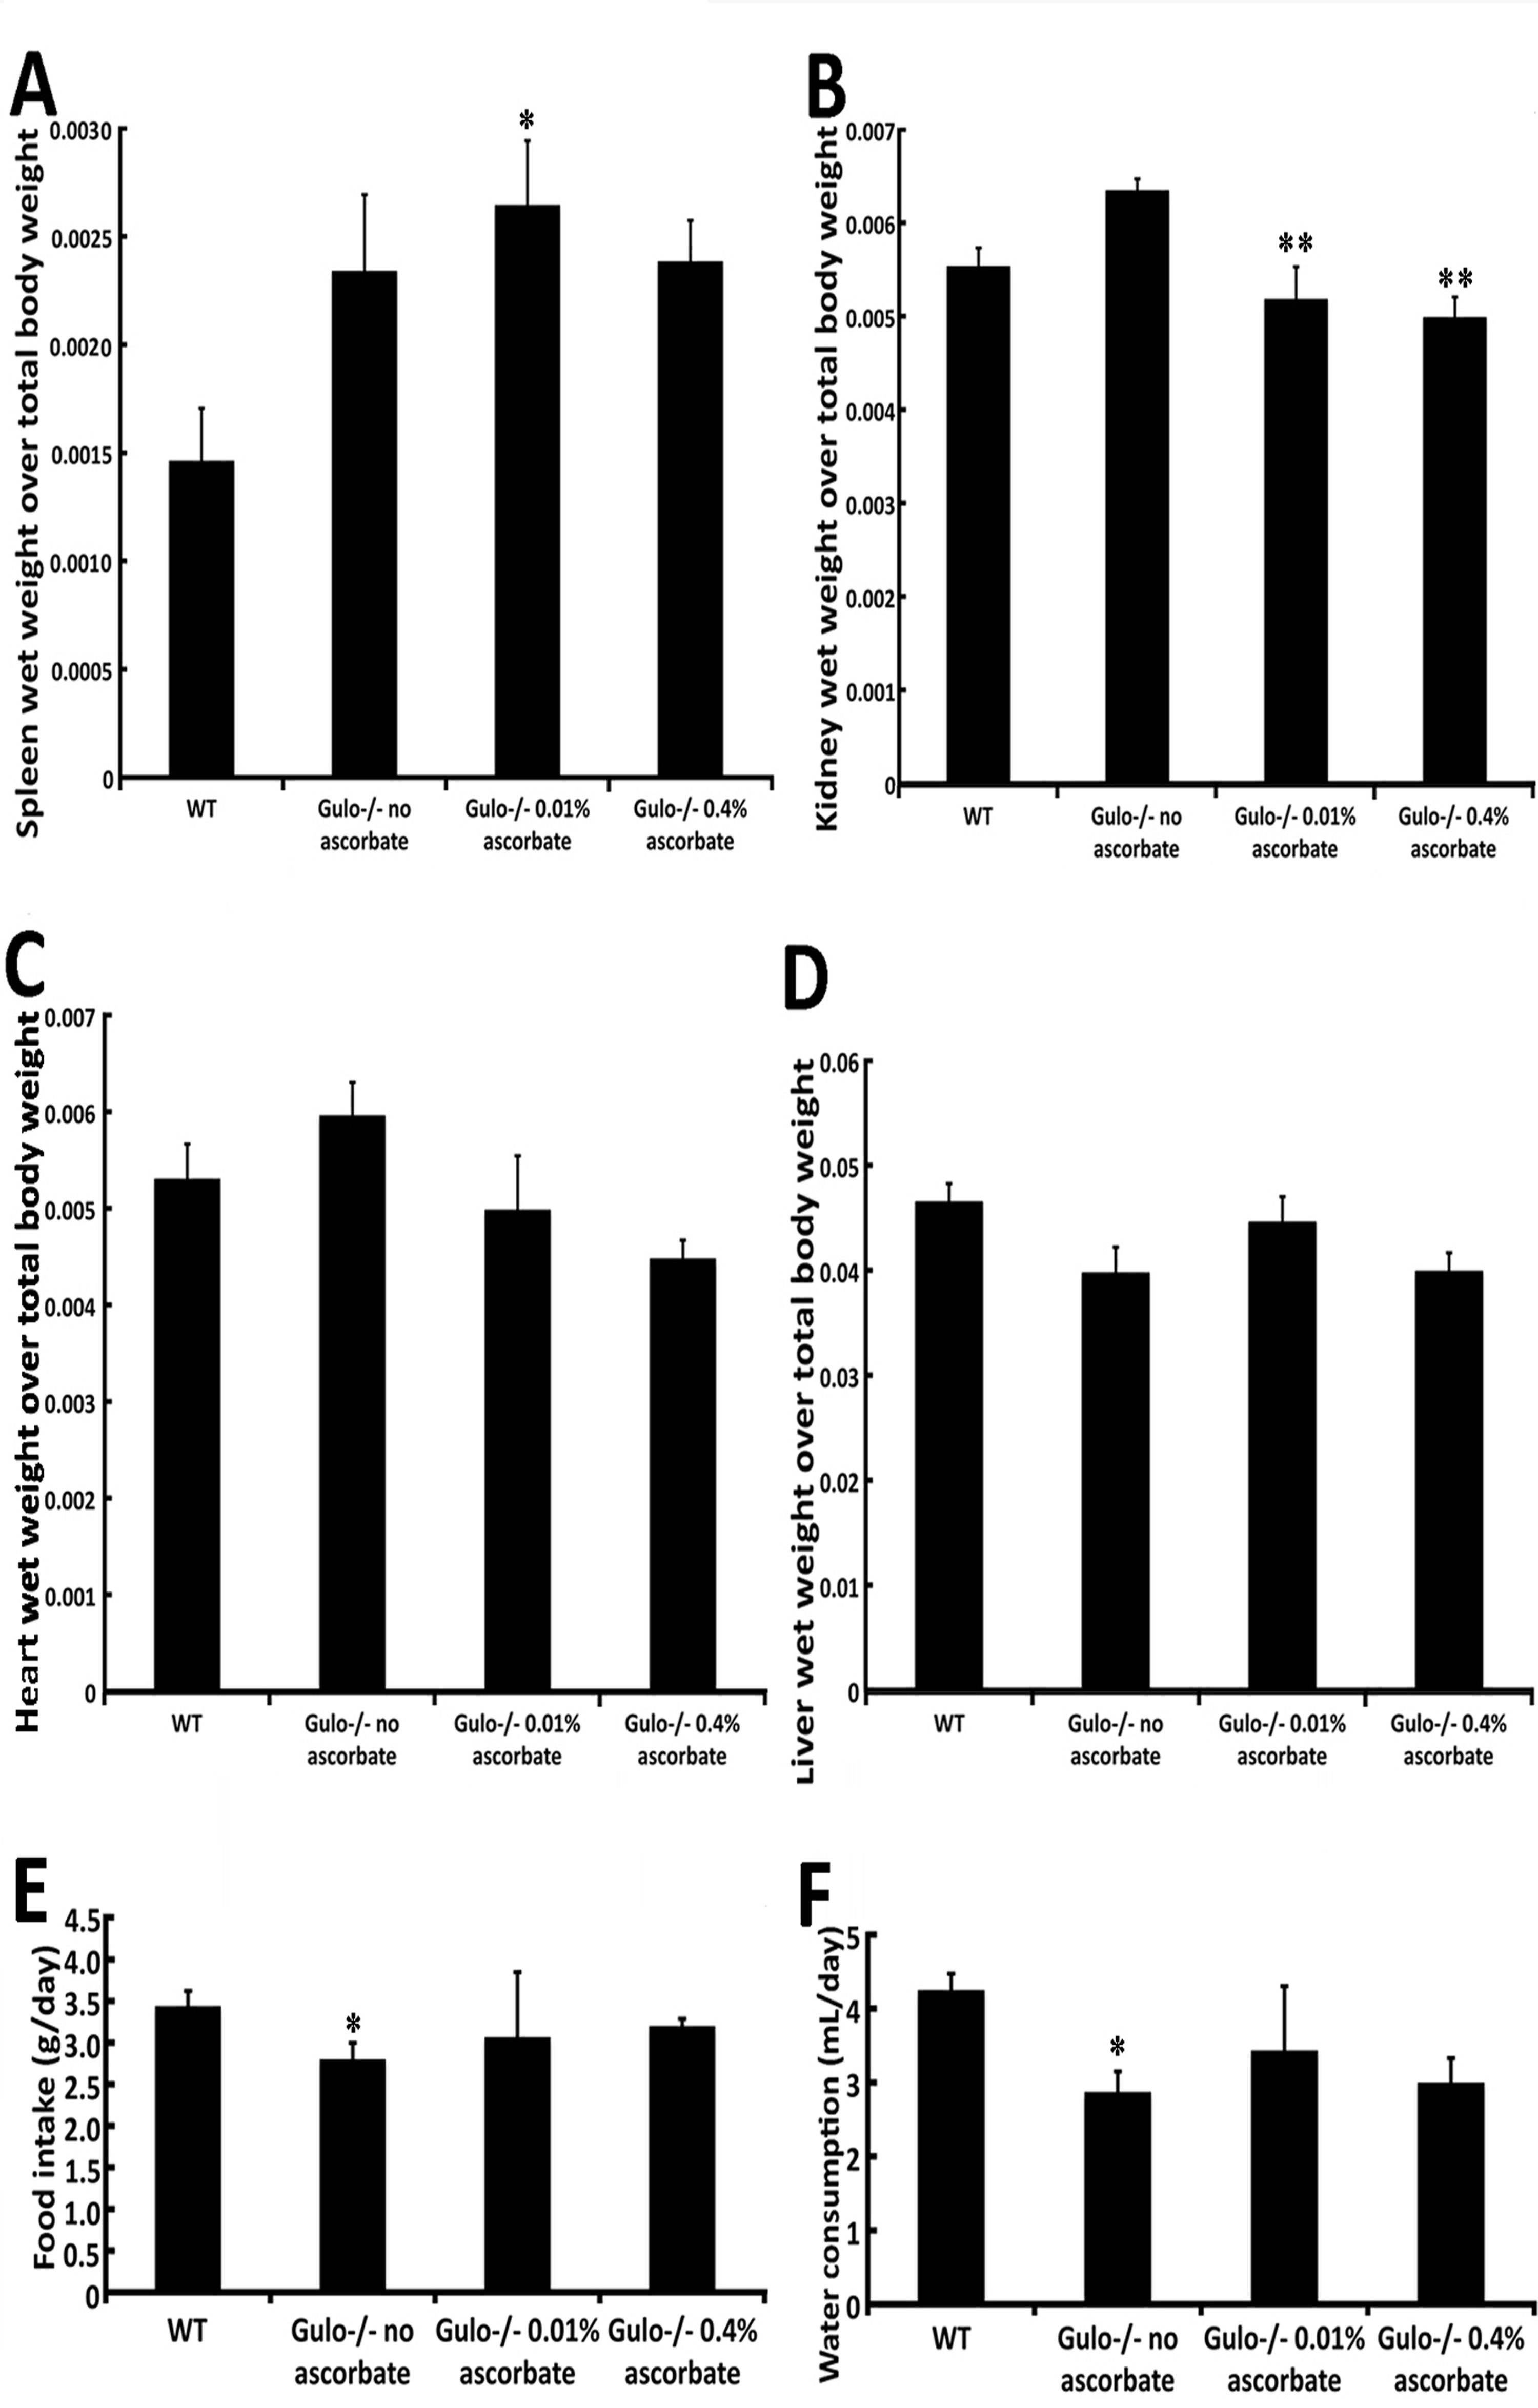 A
Spleen wet weight over total body weight
0.0030
0.0025
0.0020
0.0015
0.0010
0.0005
0
*
WT
Gulo-/- no
ascorbate
Gulo-/- 0.01%
ascorbate
Gulo-/- 0.4%
ascorbate
B
Kidney wet weight over total body weight
0.007
0.006
0.005
0.004
0.003
0.002
0.001
0
**
**
WT
Gulo-/- no
ascorbate
Gulo-/- 0.01%
ascorbate
Gulo-/- 0.4%
ascorbate
C
Heart wet weight over total body weight
0.007
0.006
0.005
0.004
0.003
0.002
0.001
0
WT
Gulo-/- no
ascorbate
Gulo-/- 0.01%
ascorbate
Gulo-/- 0.4%
ascorbate
D
Liver wet weight over total body weight
0.06
0.05
0.04
0.03
0.02
0.01
0
WT
Gulo-/- no
ascorbate
Gulo-/- 0.01%
ascorbate
Gulo-/- 0.4%
ascorbate
E
Food intake (g/day)
4.5
4.0
3.5
3.0
2.5
2.0
1.5
1.0
0.5
0
*
WT
Gulo-/- no
ascorbate
Gulo-/- 0.01%
ascorbate
Gulo-/- 0.4%
ascorbate
F
Water consumption (mL/day)
5
4
3
2
1
0
*
WT
Gulo-/- no
ascorbate
Gulo-/- 0.01%
ascorbate
Gulo-/- 0.4%
ascorbate